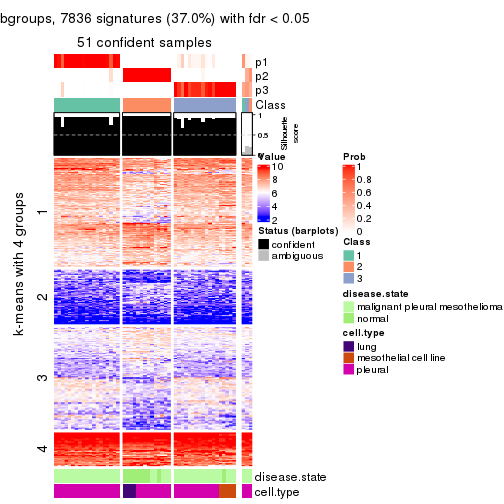 bgroups, 7836 signatures (37.0%) with fdr < 0.05
51 confident samples
p1
p2
p3
Class
1
0.5
0
Silhouette
score
k-means with 4 groups
1
2
3
4
disease.state
cell.type
Value
10
8
6
4
2
Status (barplots)
confident
ambiguous
Prob
1
0.8
0.6
0.4
0.2
0
Class
1
2
3
disease.state
malignant pleural mesothelioma
normal
cell.type
lung
mesothelial cell line
pleural